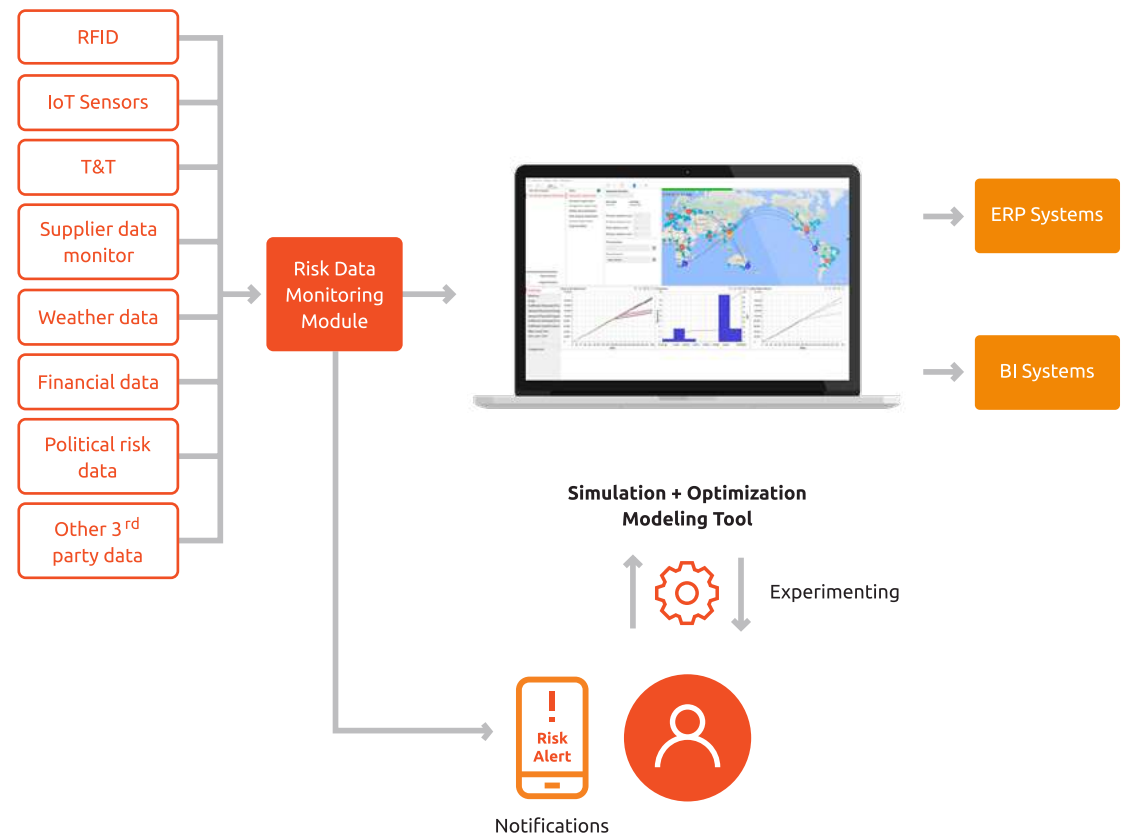 RFID
IoT Sensors
T&T
Supplier data
monitor
Weather data
Financial data
Political risk
data
Other 3rd
party data
Risk Data
Monitoring
Module
ERP Systems
BI Systems
Simulation + Optimization
Modeling Tool
Experimenting
Risk
Alert
Notifications